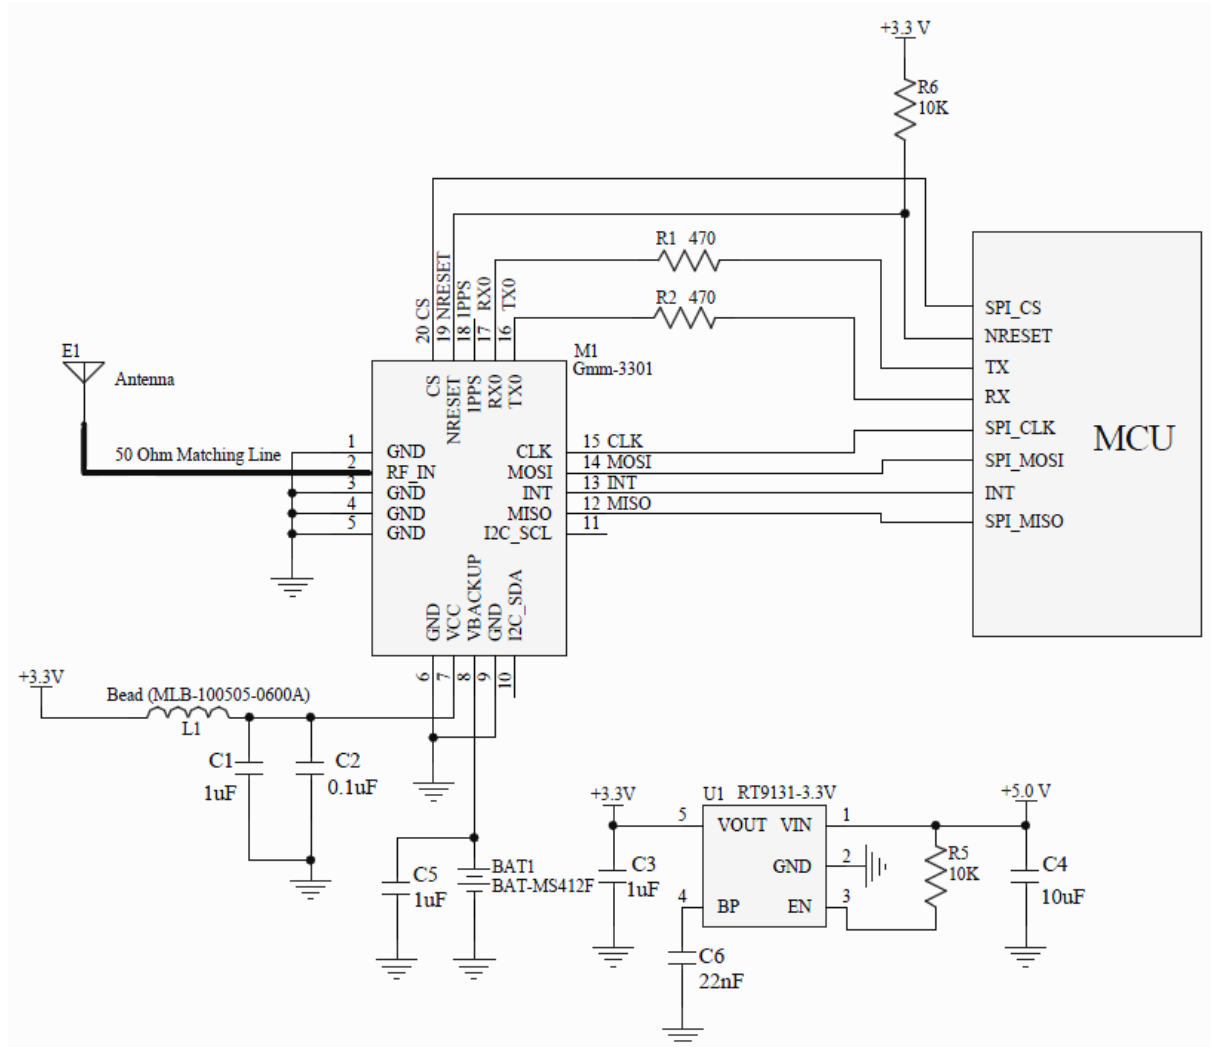 +3.3 V
R6
10K
R1 470
R2 470
20 CS
19 NRESET
18 1PPS
17 RX0
16 TX0
E1
Antenna
50 Ohm Matching Line
M1
Gmm-3301
CS
NRESET
1PPS
RX0
TX0
1 GND
2 RF_IN
3 GND
4 GND
5 GND
CLK 15 CLK
MOSI 14 MOSI
INT 13 INT
MISO 12 MISO
I2C_SCL 11
GND
VCC
VBACKUP
GND
I2C_SDA
6
7
8
9
10
SPI_CS
NRESET
TX
RX
SPI_CLK
SPI_MOSI
INT
SPI_MISO
MCU
+3.3V
Bead (MLB-100505-0600A)
L1
C1
1uF
C2
0.1uF
C5
1uF
BAT1
BAT-MS412F
+3.3V
U1 RT9131-3.3V
+5.0 V
5 VOUT VIN 1
GND 2
4 BP EN 3
C3
1uF
R5
10K
C4
10uF
C6
22nF